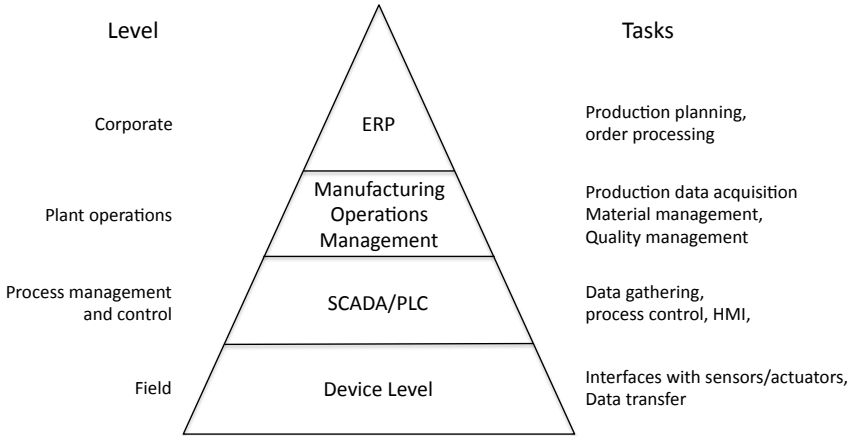 Level
Tasks
Corporate
ERP
Production planning,
order processing
Plant operations
Manufacturing
Operations
Management
Production data acquisition
Material management,
Quality management
Process management
and control
SCADA/PLC
Data gathering,
process control, HMI,
Field
Device Level
Interfaces with sensors/actuators,
Data transfer